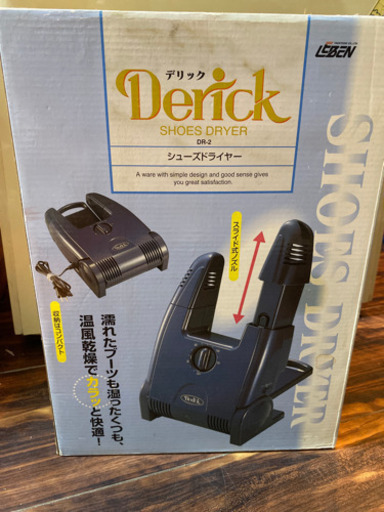 LEBEN
デリック
Derick
SHOES DRYER
DR-2
シューズドライヤー
A ware with simple design and good sense gives
you great satisfaction.
SHOES DRYER
スライド式ノズル
収納はコンパクト
濡れたブーツも湿ったくつも、
温風乾燥でカラッと快適!